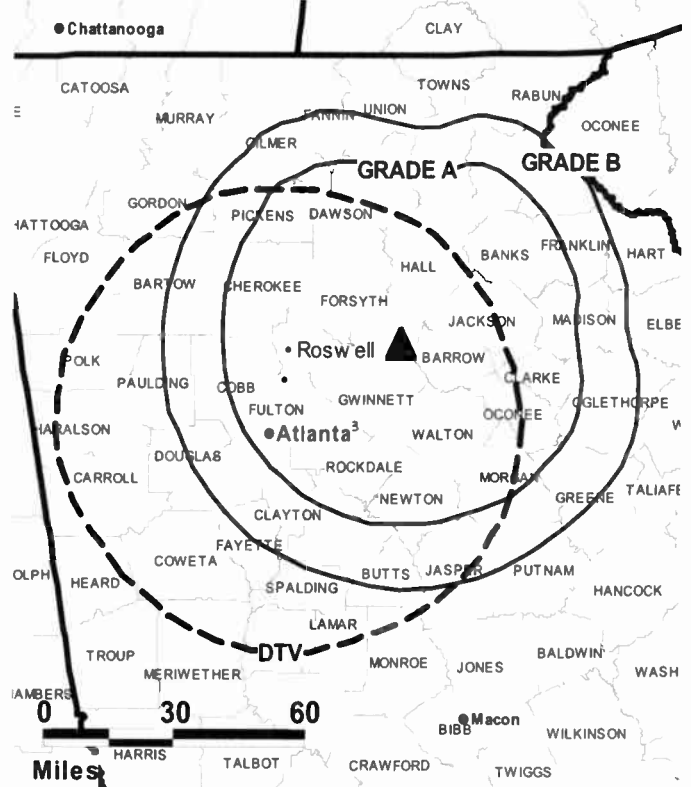 Chattanooga
CLAY
CATOOSA
TOWNS
RABUN
E
MURRAY
FANNIN
UNION
OCONEE
GILMER
GRADE A
GRADE B
GORDON
PICKENS
DAWSON
HATTOOGA
FLOYD
HALL
BANKS
FRANKLIN
HART
BARTOW
CHEROKEE
FORSYTH
JACKSON
MADISON
ELBE
Roswell
BARROW
POLK
PAULDING
COBB
CLARKE
FULTON
GWINNETT
OCONEE
OGLETHORPE
HARALSON
Atlanta³
WALTON
W
DOUGLAS
ROCKDALE
CARROLL
NEWTON
MORGAN
GREENE
TALIAFE
CLAYTON
FAYETTE
COWETA
OLPH
HEARD
SPALDING
BUTTS
JASPER
PUTNAM
HANCOCK
LAMAR
TROUP
DTV
MONROE
JONES
BALDWIN
MERIWETHER
WASH
AMBERS
0 30 60
Macon
BIBB
WILKINSON
HARRIS
Miles
TALBOT
CRAWFORD
TWIGGS